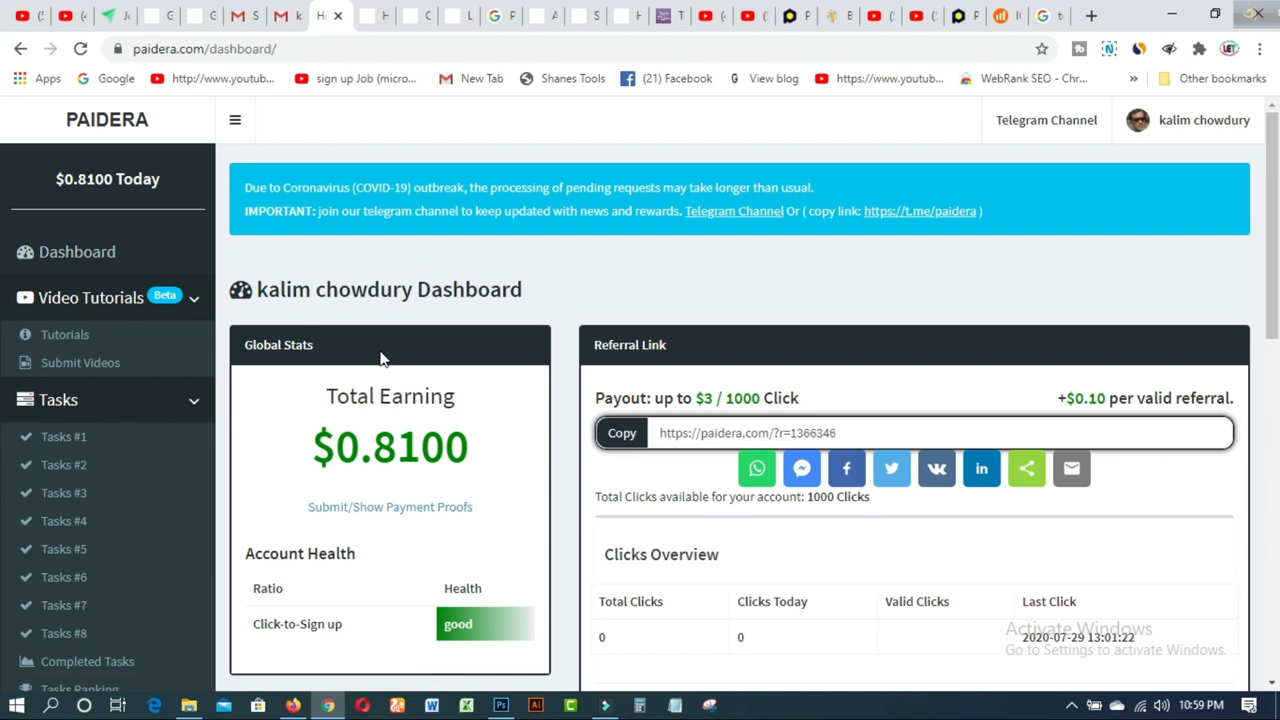 (5
G
G
S
k
H
H
C
L
P
A
S
H
T
(
(
P
B
(
(
P
I(
t
paidera.com/dashboard/
Apps
Google
http://www.youtub...
sign up Job (micro...
New Tab
Shanes Tools
(21) Facebook
View blog
https://www.youtub...
WebRank SEO - Chr...
Other bookmarks
PAIDERA
Telegram Channel
kalim chowdury
$0.8100 Today
Due to Coronavirus (COVID-19) outbreak, the processing of pending requests may take longer than usual.
IMPORTANT: join our telegram channel to keep updated with news and rewards. Telegram Channel Or ( copy link: https://t.me/paidera )
Dashboard
Video Tutorials Beta
Tutorials
Submit Videos
Tasks
Tasks #1
Tasks #2
Tasks #3
Tasks #4
Tasks #5
Tasks #6
Tasks #7
Tasks #8
Completed Tasks
Tasks Ranking
kalim chowdury Dashboard
Global Stats
Total Earning
$0.8100
Submit/Show Payment Proofs
Account Health
Ratio Health
Click-to-Sign up good
Referral Link
Payout: up to $3 / 1000 Click +$0.10 per valid referral.
Copy https://paidera.com/?r=1366346
Total Clicks available for your account: 1000 Clicks
Clicks Overview
Total Clicks Clicks Today Valid Clicks Last Click
0 0 2020-07-29 13:01:22
Activate Windows
Go to Settings to activate Windows.
10:59 PM